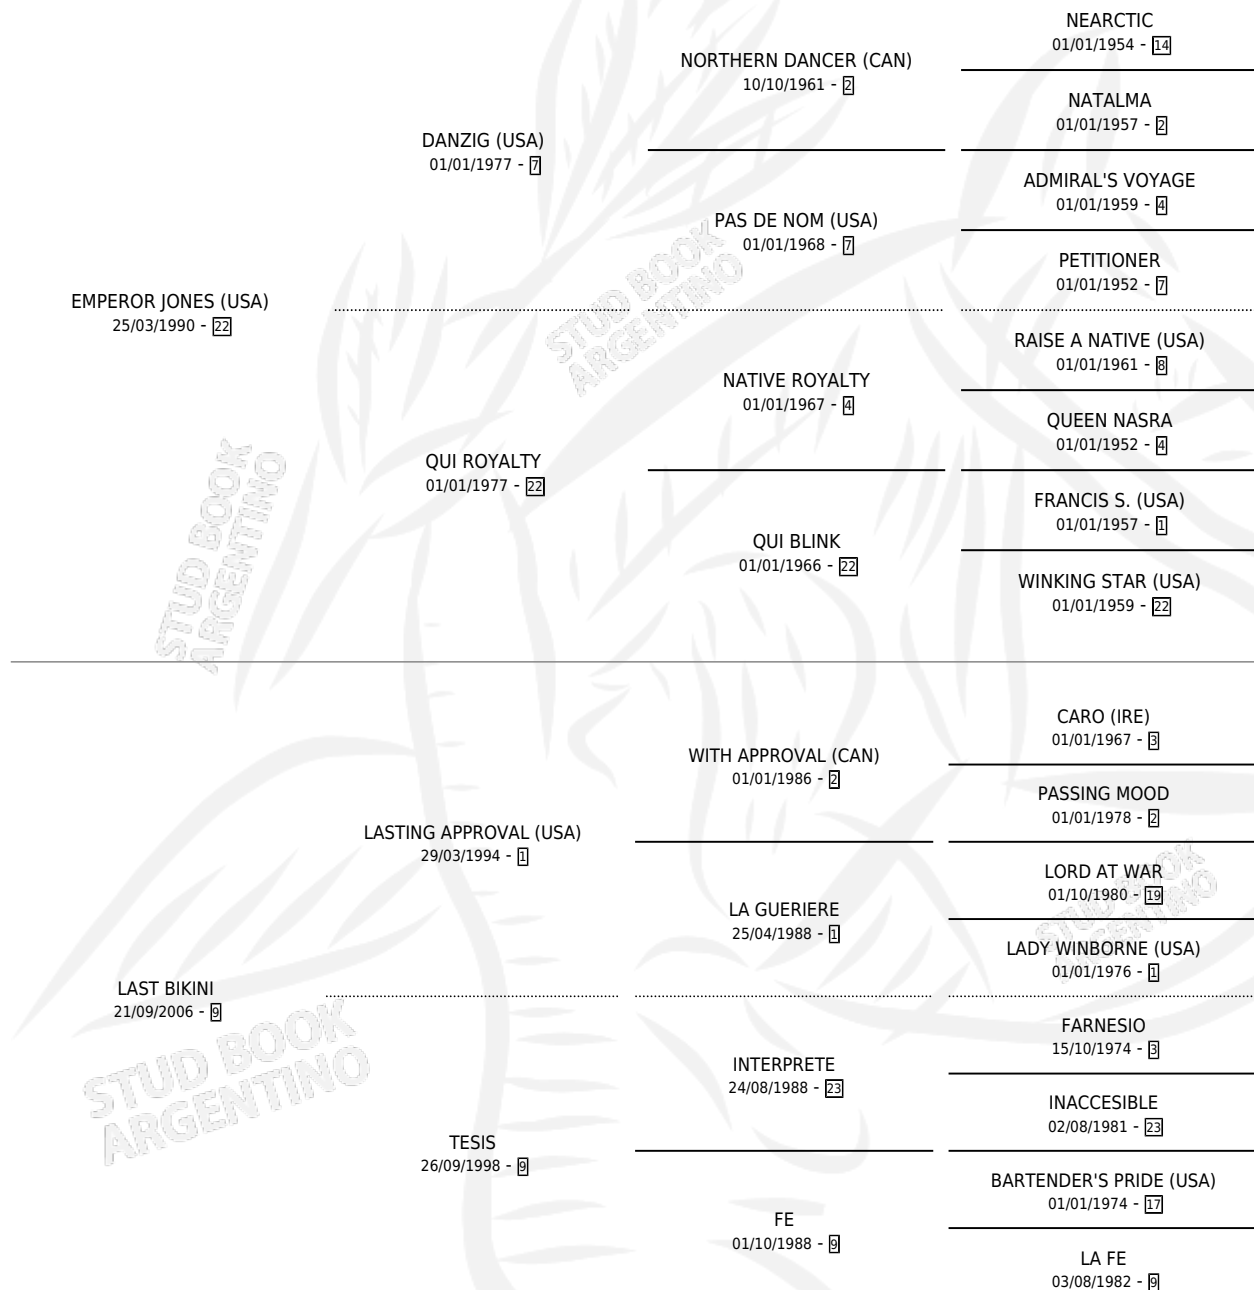 NEARCTIC
01/01/1954 - 14
NORTHERN DANCER (CAN)
10/10/1961 - 2
NATALMA
01/01/1957 - 2
DANZIG (USA)
01/01/1977 - 7
ADMIRAL'S VOYAGE
01/01/1959 - 4
PAS DE NOM (USA)
01/01/1968 - 7
PETITIONER
01/01/1952 - 7
EMPEROR JONES (USA)
25/03/1990 - 22
RAISE A NATIVE (USA)
01/01/1961 - 8
NATIVE ROYALTY
01/01/1967 - 4
QUEEN NASRA
01/01/1952 - 4
QUI ROYALTY
01/01/1977 - 22
FRANCIS S. (USA)
01/01/1957 - 1
QUI BLINK
01/01/1966 - 22
WINKING STAR (USA)
01/01/1959 - 22
CARO (IRE)
01/01/1967 - 3
WITH APPROVAL (CAN)
01/01/1986 - 2
PASSING MOOD
01/01/1978 - 2
LASTING APPROVAL (USA)
29/03/1994 - 1
LORD AT WAR
01/10/1980 - 19
LA GUERIERE
25/04/1988 - 1
LADY WINBORNE (USA)
01/01/1976 - 1
LAST BIKINI
21/09/2006 - 9
FARNESIO
15/10/1974 - 3
INTERPRETE
24/08/1988 - 23
INACCESIBLE
02/08/1981 - 23
TESIS
26/09/1998 - 9
BARTENDER'S PRIDE (USA)
01/01/1974 - 17
FE
01/10/1988 - 9
LA FE
03/08/1982 - 9
STUD BOOK
ARGENTINO
STUD BOOK
ARGENTINO
STUD BOOK
ARGENTINO
STUD BOOK
ARGENTINO